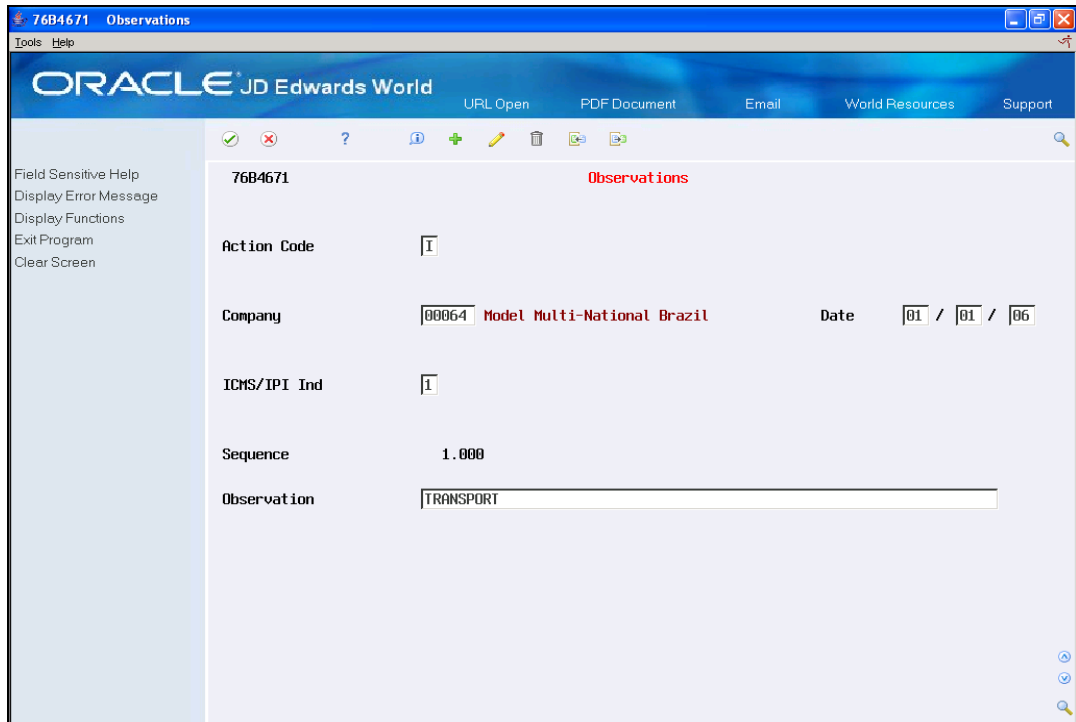 76B4671 Observations
Tools Help
ORACLE JD Edwards World
URL Open PDF Document Email World Resources Support
?
Field Sensitive Help
Display Error Message
Display Functions
Exit Program
Clear Screen
76B4671 Observations
Action Code I
Company 00064 Model Multi-National Brazil Date 01 / 01 / 06
ICMS/IPI Ind 1
Sequence 1.000
Observation TRANSPORT